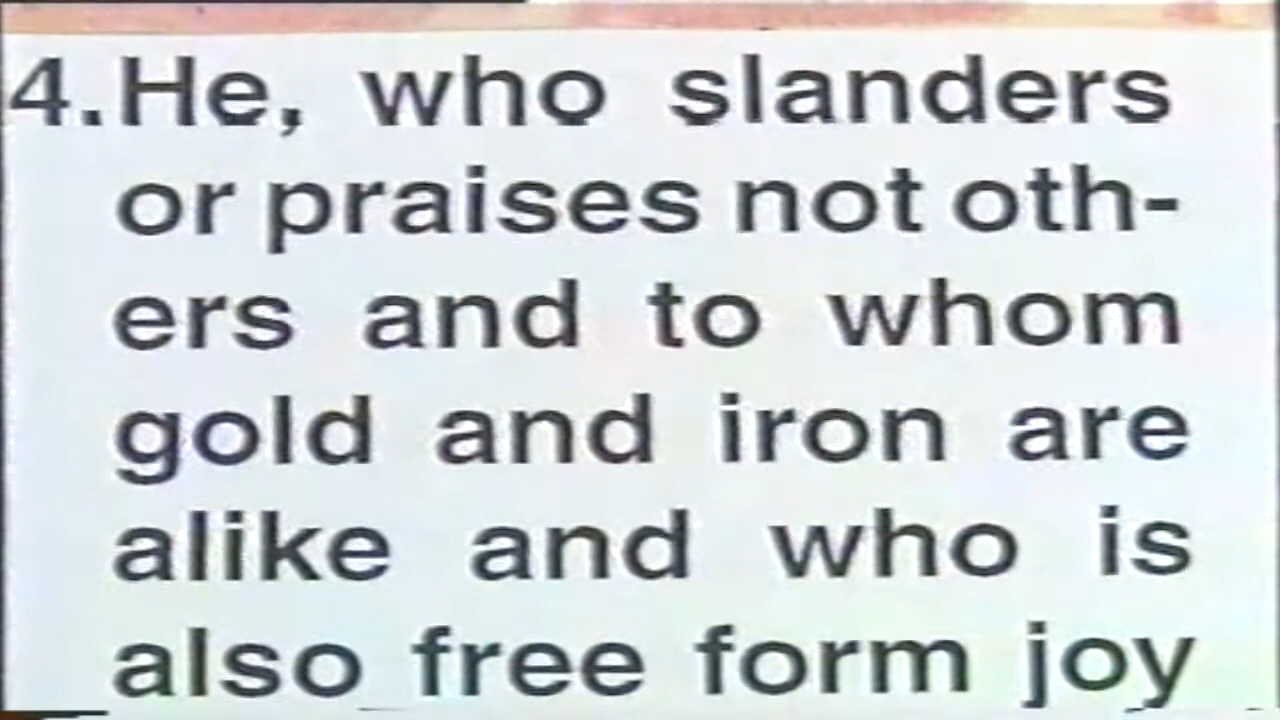 4. He, who slanders
or praises not oth-
ers and to whom
gold and iron are
alike and who is
also free form joy